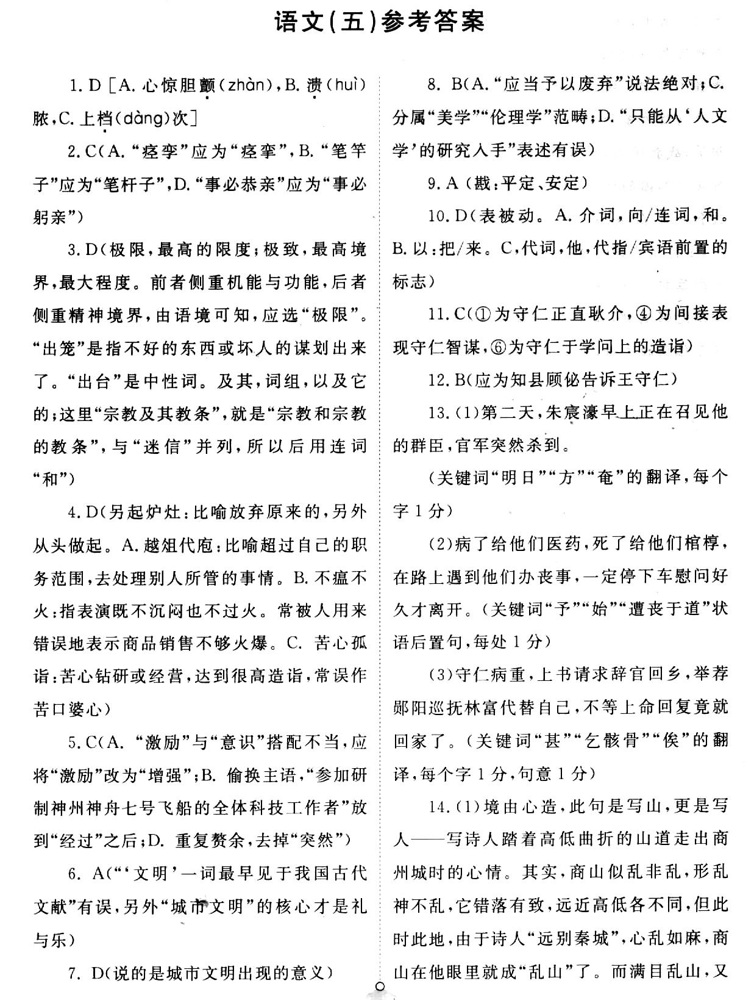 语文(五)参考答案
1. D [A. 心惊胆颤(zhàn),B. 溃(huì)
脓,C. 上档(dàng)次]
2. C(A. “痉孪”应为“痉挛”,B. “笔竿
子”应为“笔杆子”,D. “事必恭亲”应为“事必
躬亲”)
3. D(极限,最高的限度;极致,最高境
界,最大程度。前者侧重机能与功能,后者
侧重精神境界,由语境可知,应选“极限”。
“出笼”是指不好的东西或坏人的谋划出来
了。“出台”是中性词。及其,词组,以及它
的;这里“宗教及其教条”,就是“宗教和宗教
的教条”,与“迷信”并列,所以后用连词
“和”)
4. D(另起炉灶:比喻放弃原来的,另外
从头做起。A. 越俎代庖:比喻超过自己的职
务范围,去处理别人所管的事情。B. 不瘟不
火:指表演既不沉闷也不过火。常被人用来
错误地表示商品销售不够火爆。C. 苦心孤
诣:苦心钻研或经营,达到很高造诣,常误作
苦口婆心)
5. C(A. “激励”与“意识”搭配不当,应
将“激励”改为“增强”;B. 偷换主语,“参加研
制神州神舟七号飞船的全体科技工作者”放
到“经过”之后;D. 重复赘余,去掉“突然”)
6. A(“‘文明’一词最早见于我国古代
文献”有误,另外“城市文明”的核心才是礼
与乐)
7. D(说的是城市文明出现的意义)
8. B(A. “应当予以废弃”说法绝对;C.
分属“美学”“伦理学”范畴;D. “只能从‘人文
学’的研究入手”表述有误)
9. A (戡:平定、安定)
10. D(表被动。A. 介词,向/连词,和。
B. 以:把/来。C,代词,他,代指/宾语前置的
标志)
11. C(①为守仁正直耿介,④为间接表
现守仁智谋,⑥为守仁于学问上的造诣)
12. B(应为知县顾佖告诉王守仁)
13. (1)第二天,朱宸濠早上正在召见他
的群臣,官军突然杀到。
(关键词“明日”“方”“奄”的翻译,每个
字 1 分)
(2)病了给他们医药,死了给他们棺椁,
在路上遇到他们办丧事,一定停下车慰问好
久才离开。(关键词“予”“始”“遭丧于道”状
语后置句,每处 1 分)
(3)守仁病重,上书请求辞官回乡,举荐
郧阳巡抚林富代替自己,不等上命回复竟就
回家了。(关键词“甚”“乞骸骨”“俟”的翻
译,每个字 1 分,句意 1 分)
14. (1)境由心造,此句是写山,更是写
人——写诗人踏着高低曲折的山道走出商
州城时的心情。其实,商山似乱非乱,形乱
神不乱,它错落有致,远近高低各不同,但此
时此地,由于诗人“远别秦城”,心乱如麻,商
山在他眼里就成“乱山”了。而满目乱山,又